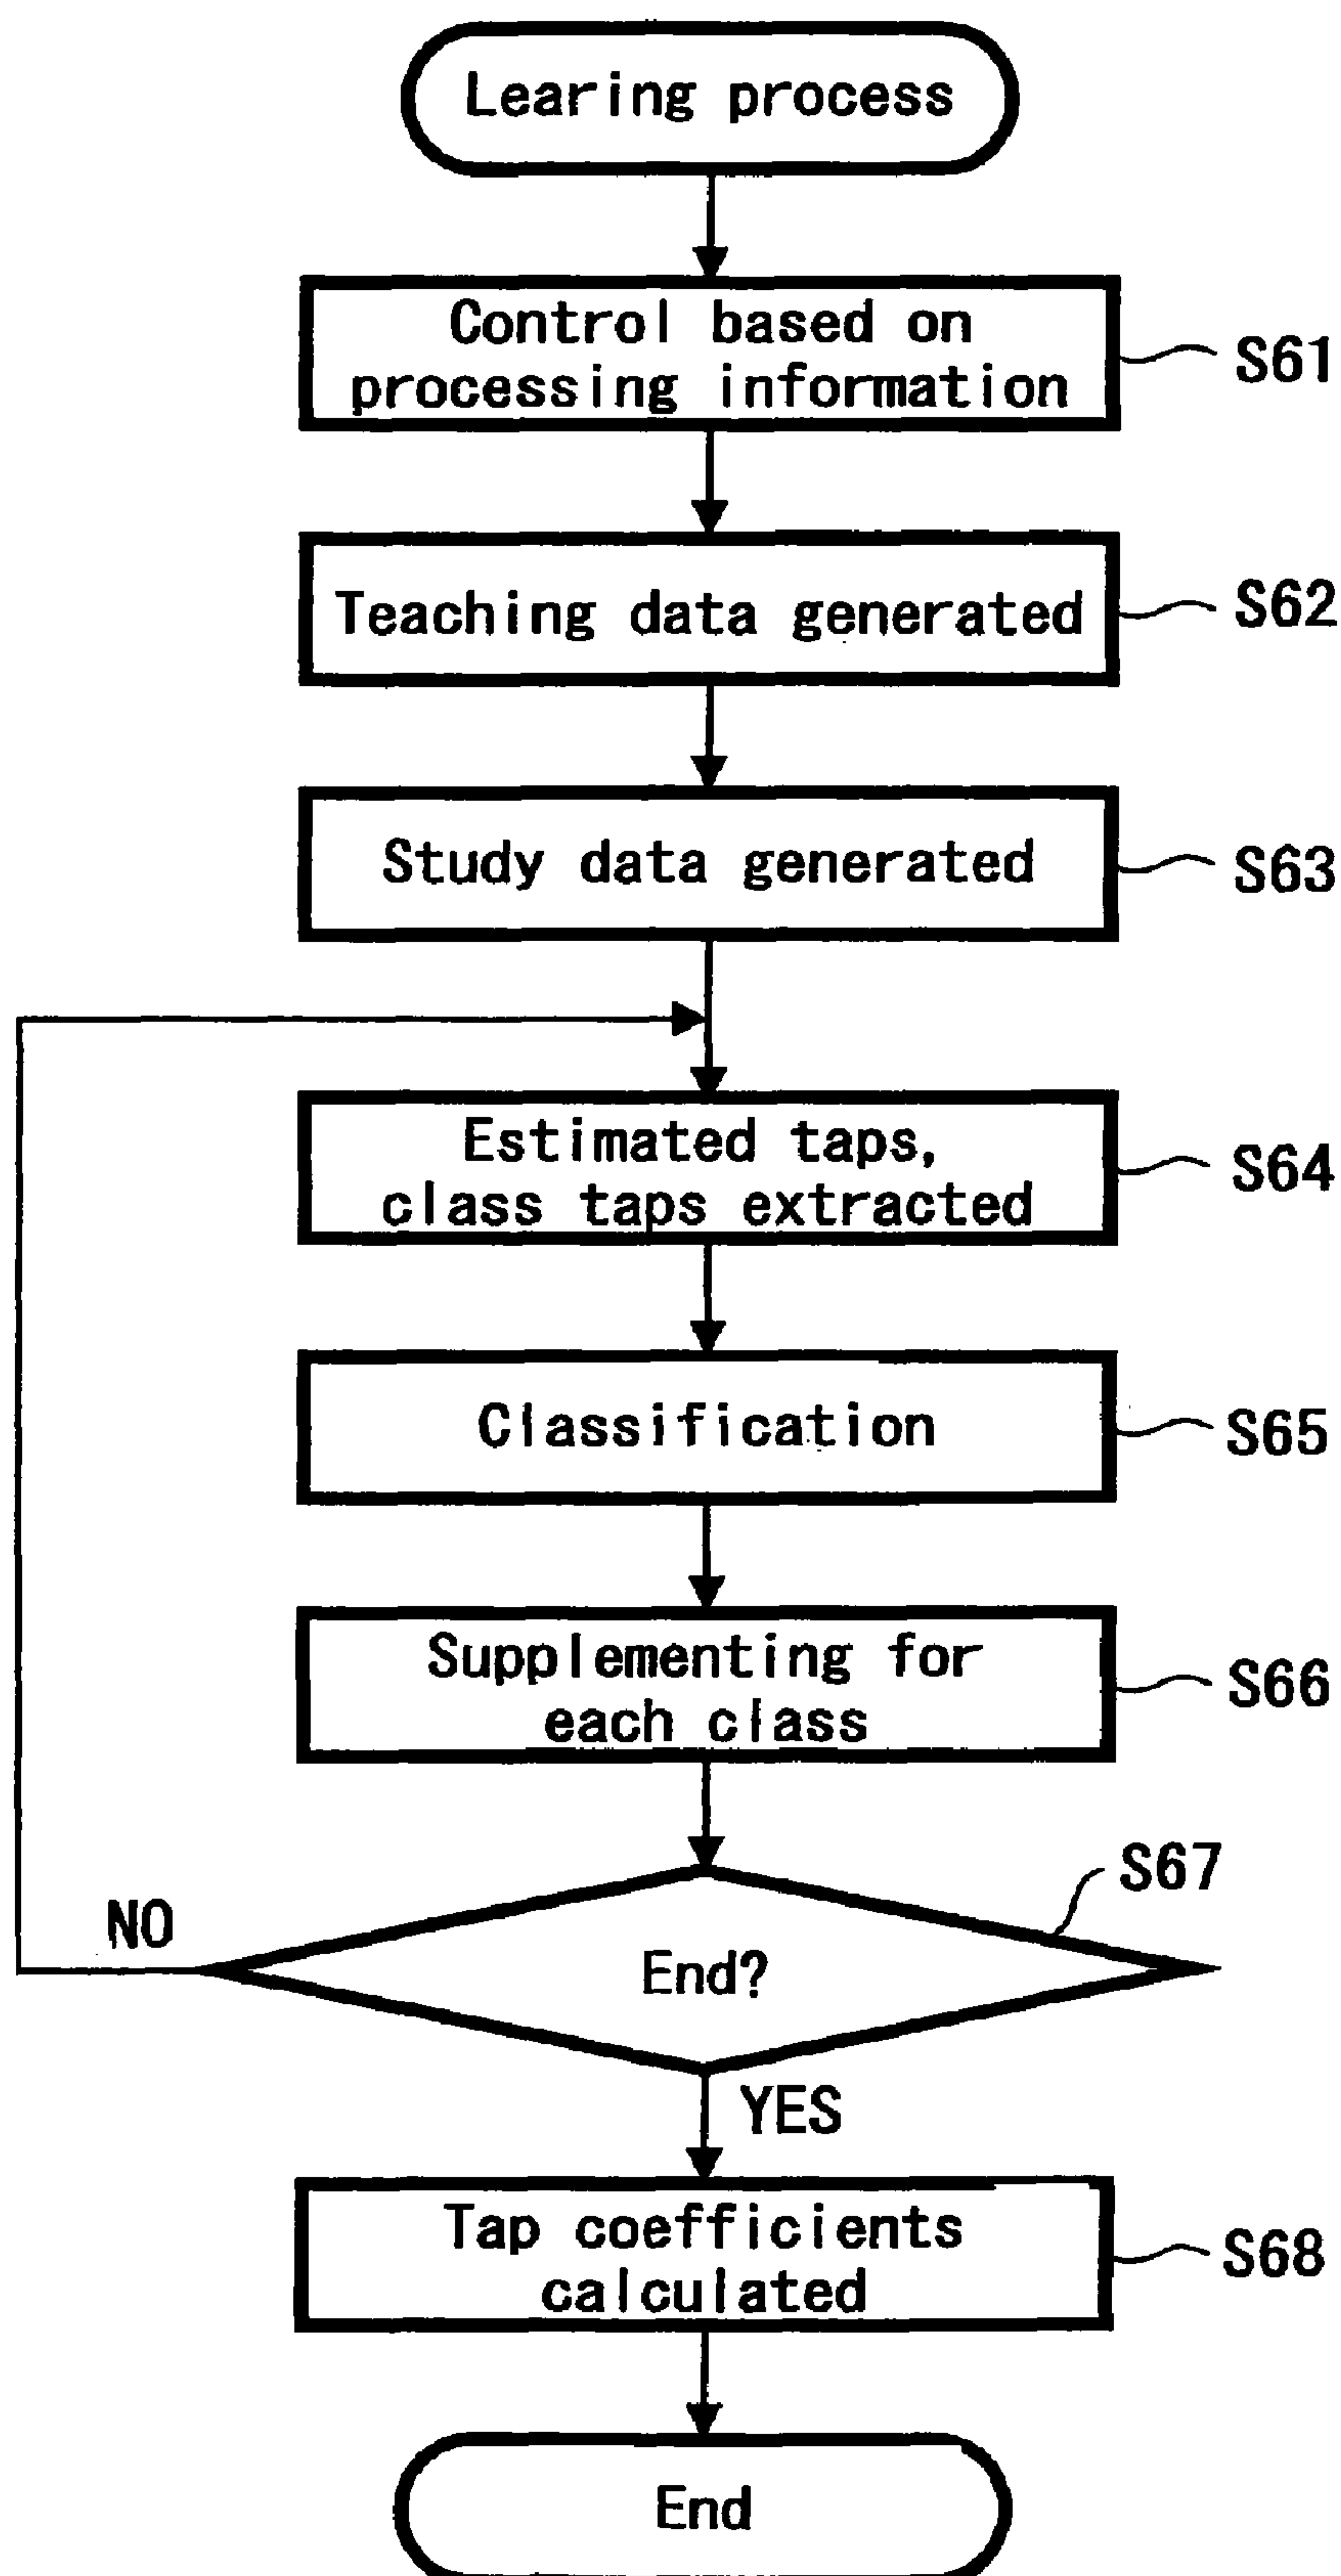 Learing process
Control based on
processing information
S61
Teaching data generated
S62
Study data generated
S63
Estimated taps,
class taps extracted
S64
Classification
S65
Supplementing for
each class
S66
S67
End?
NO
YES
Tap coefficients
calculated
S68
End